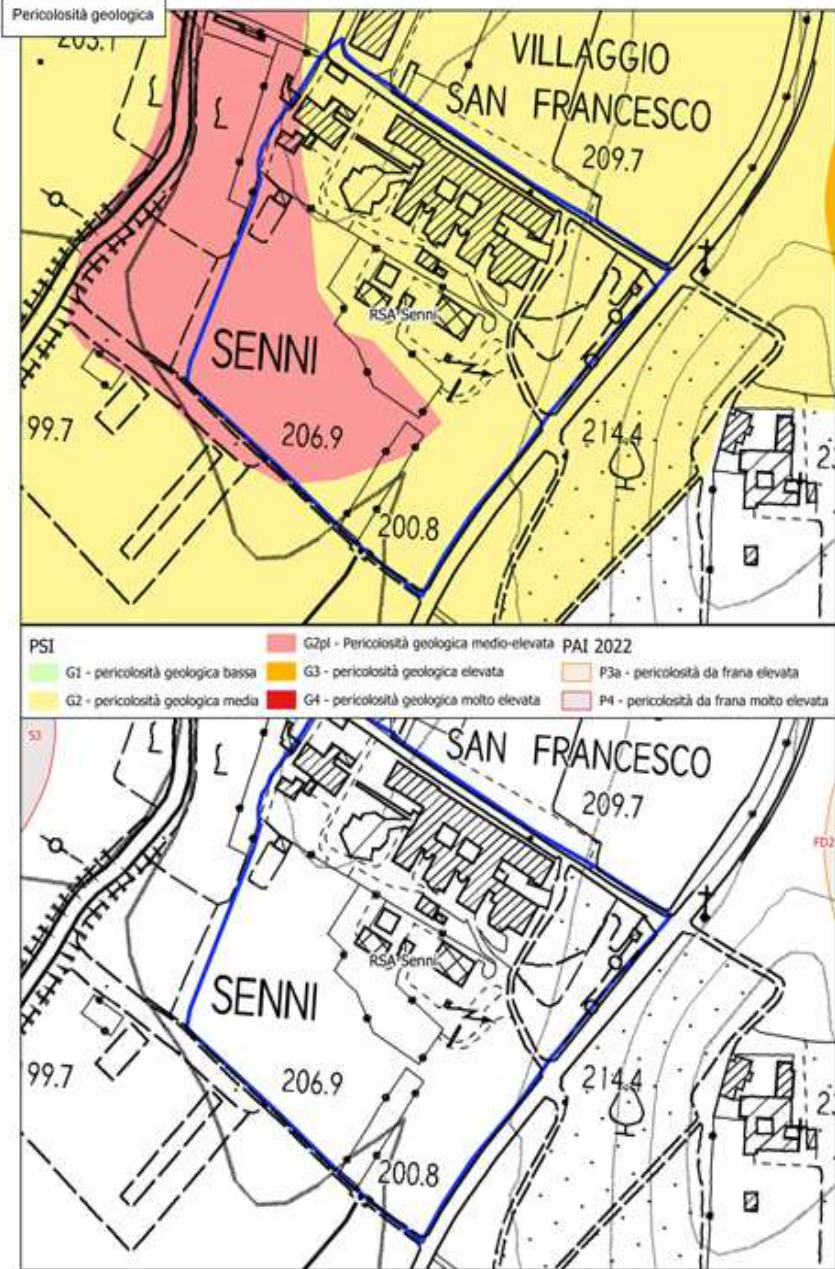 Pericolosità geologica
203.1
VILLAGGIO
SAN FRANCESCO
209.7
RSA Senni
SENNI
206.9
99.7
214.4
200.8
PSI
G2pl - Pericolosità geologica medio-elevata
PAI 2022
G1 - pericolosità geologica bassa
G3 - pericolosità geologica elevata
P3a - pericolosità da frana elevata
G2 - pericolosità geologica media
G4 - pericolosità geologica molto elevata
P4 - pericolosità da frana molto elevata
S3
SAN FRANCESCO
209.7
FD2
RSA Senni
SENNI
206.9
99.7
214.4
200.8